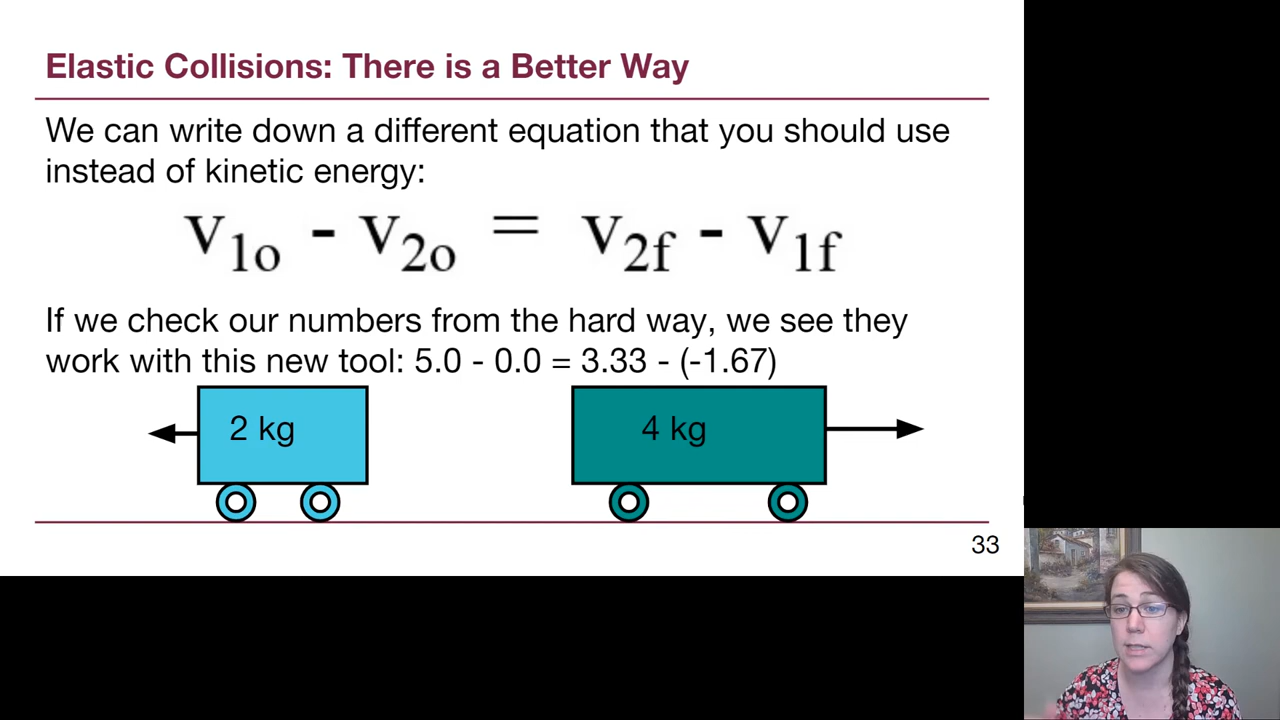 Elastic Collisions: There is a Better Way
We can write down a different equation that you should use
instead of kinetic energy:
v₁ₒ - v₂ₒ = v₂f - v₁f
If we check our numbers from the hard way, we see they
work with this new tool: 5.0 - 0.0 = 3.33 - (-1.67)
2 kg
4 kg
33